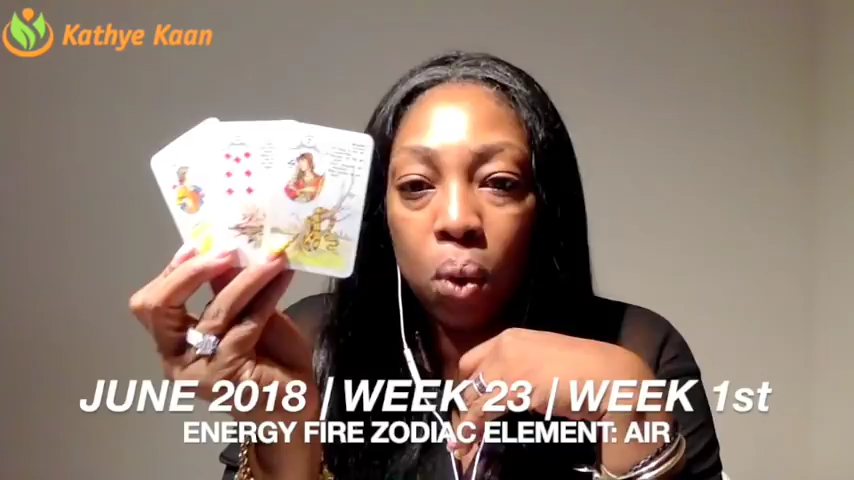 Kathye Kaan
JUNE 2018 | WEEK 23 | WEEK 1st
ENERGY FIRE ZODIAC ELEMENT: AIR